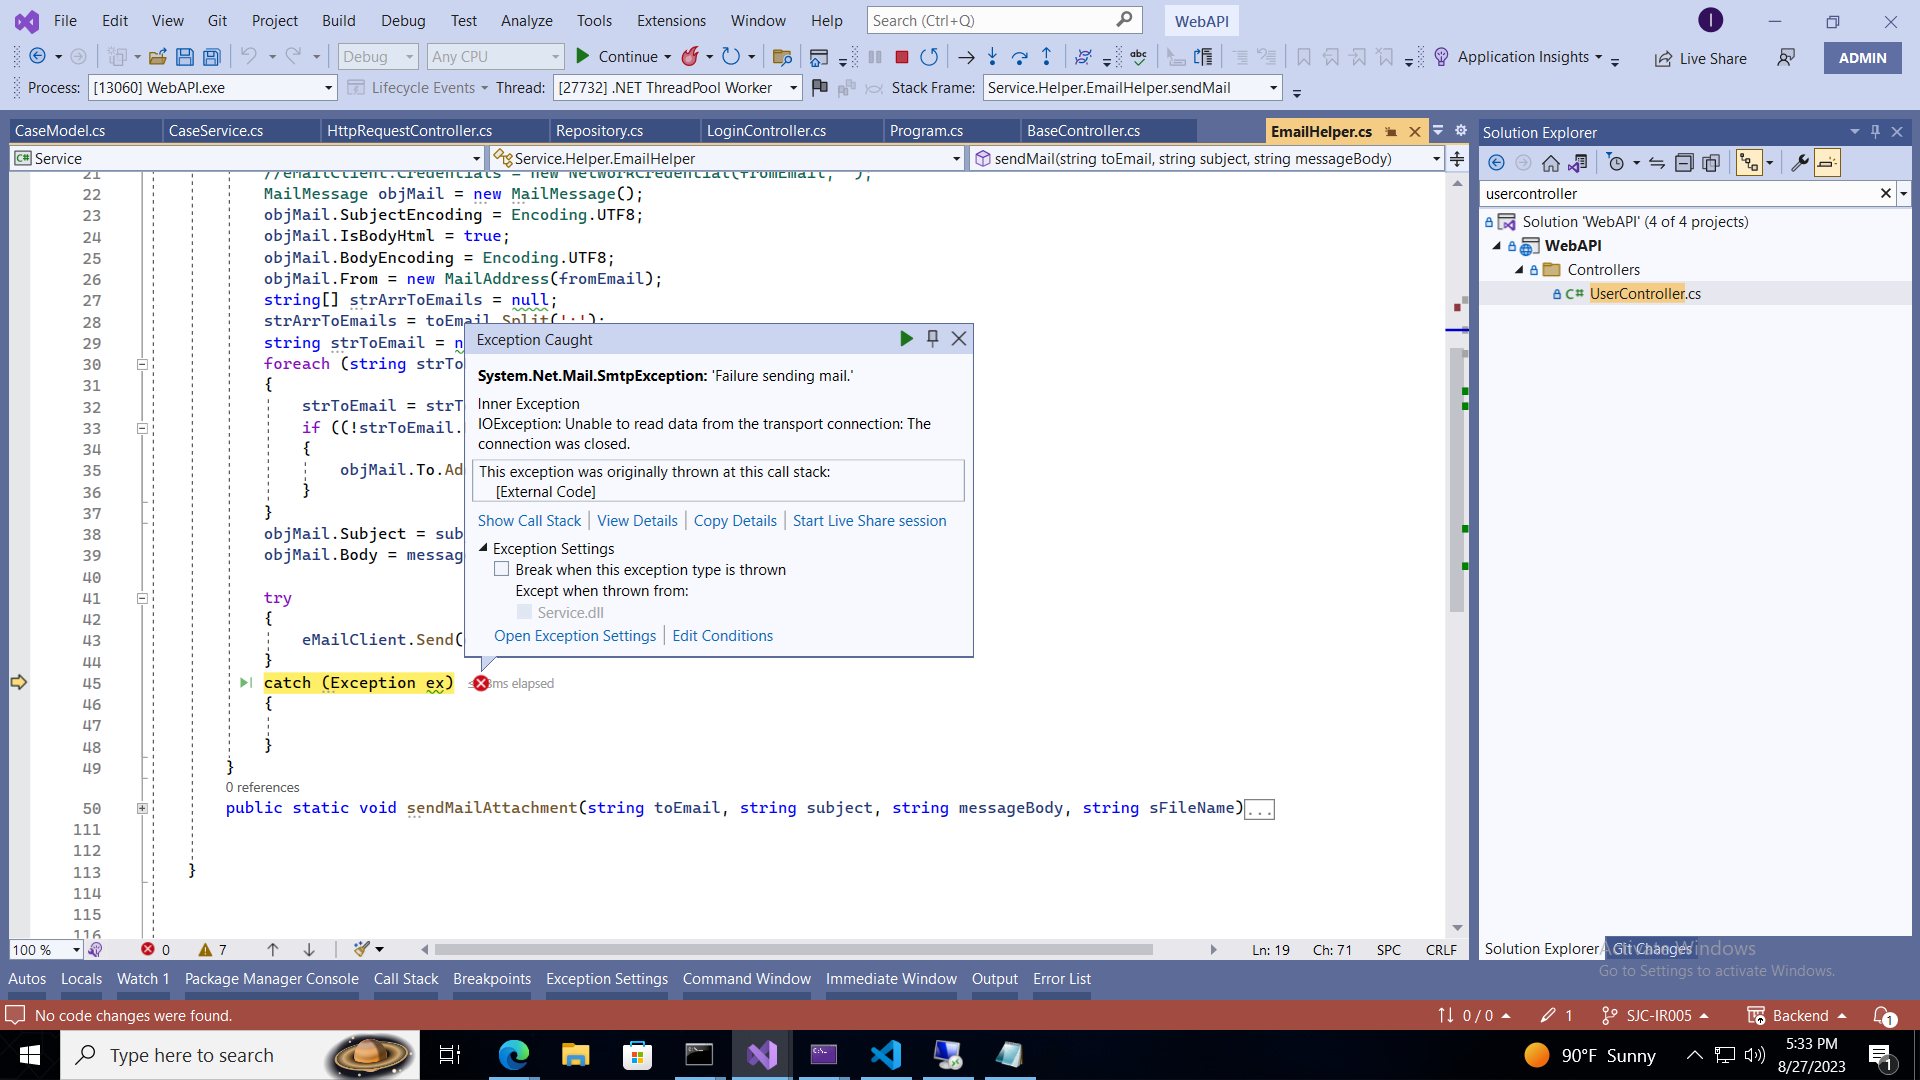 File Edit View Git Project Build Debug Test Analyze Tools Extensions Window Help Search (Ctrl+Q) WebAPI I
Debug Any CPU Continue Application Insights Live Share ADMIN
Process: [13060] WebAPI.exe Lifecycle Events Thread: [27732] .NET ThreadPool Worker Stack Frame: Service.Helper.EmailHelper.sendMail
CaseModel.cs CaseService.cs HttpRequestController.cs Repository.cs LoginController.cs Program.cs BaseController.cs EmailHelper.cs
Service Service.Helper.EmailHelper sendMail(string toEmail, string subject, string messageBody)
21 //eMailClient.Credentials = new NetworkCredential(fromEmail, );
22 MailMessage objMail = new MailMessage();
23 objMail.SubjectEncoding = Encoding.UTF8;
24 objMail.IsBodyHtml = true;
25 objMail.BodyEncoding = Encoding.UTF8;
26 objMail.From = new MailAddress(fromEmail);
27 string[] strArrToEmails = null;
28 strArrToEmails = toEmail.Split(';');
29 string strToEmail = n
30 foreach (string strTo
31 {
32 strToEmail = strT
33 if ((!strToEmail.
34 {
35 objMail.To.Ad
36 }
37 }
38 objMail.Subject = sub
39 objMail.Body = messag
40
41 try
42 {
43 eMailClient.Send(
44 }
45 catch (Exception ex) ms elapsed
46 {
47
48 }
49 }
0 references
50 public static void sendMailAttachment(string toEmail, string subject, string messageBody, string sFileName)...
111
112
113 }
114
115
116
Exception Caught
System.Net.Mail.SmtpException: 'Failure sending mail.'
Inner Exception
IOException: Unable to read data from the transport connection: The
connection was closed.
This exception was originally thrown at this call stack:
[External Code]
Show Call Stack View Details Copy Details Start Live Share session
Exception Settings
Break when this exception type is thrown
Except when thrown from:
Service.dll
Open Exception Settings Edit Conditions
Solution Explorer
usercontroller
Solution 'WebAPI' (4 of 4 projects)
WebAPI
Controllers
C# UserController.cs
100 % 0 7 Ln: 19 Ch: 71 SPC CRLF
Solution Explorer Git Changes
Activate Windows
Go to Settings to activate Windows.
Autos Locals Watch 1 Package Manager Console Call Stack Breakpoints Exception Settings Command Window Immediate Window Output Error List
No code changes were found. 0 / 0 1 SJC-IR005 Backend 1
Type here to search 90°F Sunny 5:33 PM
8/27/2023
1